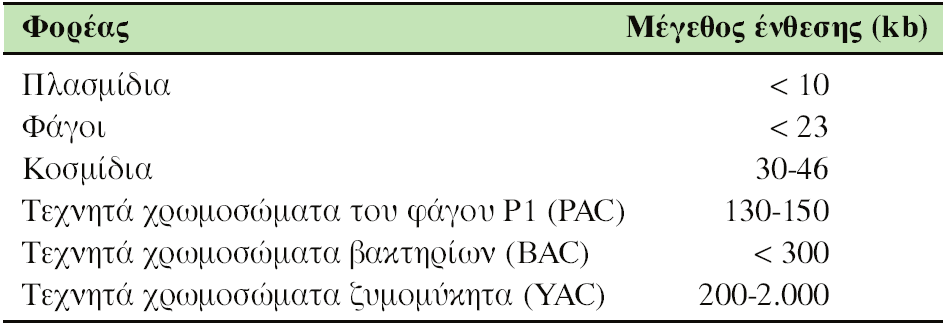 Φορέας Μέγεθος ένθεσης (kb)
Πλασμίδια < 10
Φάγοι < 23
Κοσμίδια 30-46
Τεχνητά χρωμοσώματα του φάγου P1 (PAC) 130-150
Τεχνητά χρωμοσώματα βακτηρίων (BAC) < 300
Τεχνητά χρωμοσώματα ζυμομύκητα (YAC) 200-2.000